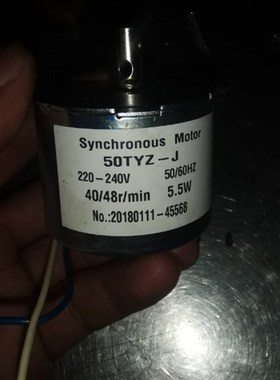 Synchronous Motor
50TYZ-J
220-240V 50/60HZ
40/48r/min 5.5W
No.:20180111-45568